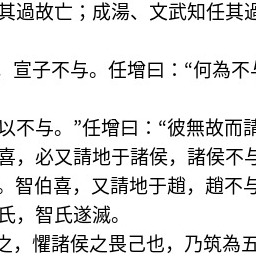 其過故亡；成湯、文武知任其過
宣子不与。任增曰：“何為不与
以不与。”任增曰：“彼無故而請
喜，必又請地于諸侯，諸侯不与
。智伯喜，又請地于趙，趙不与
氏，智氏遂滅。
之，懼諸侯之畏己也，乃筑為五